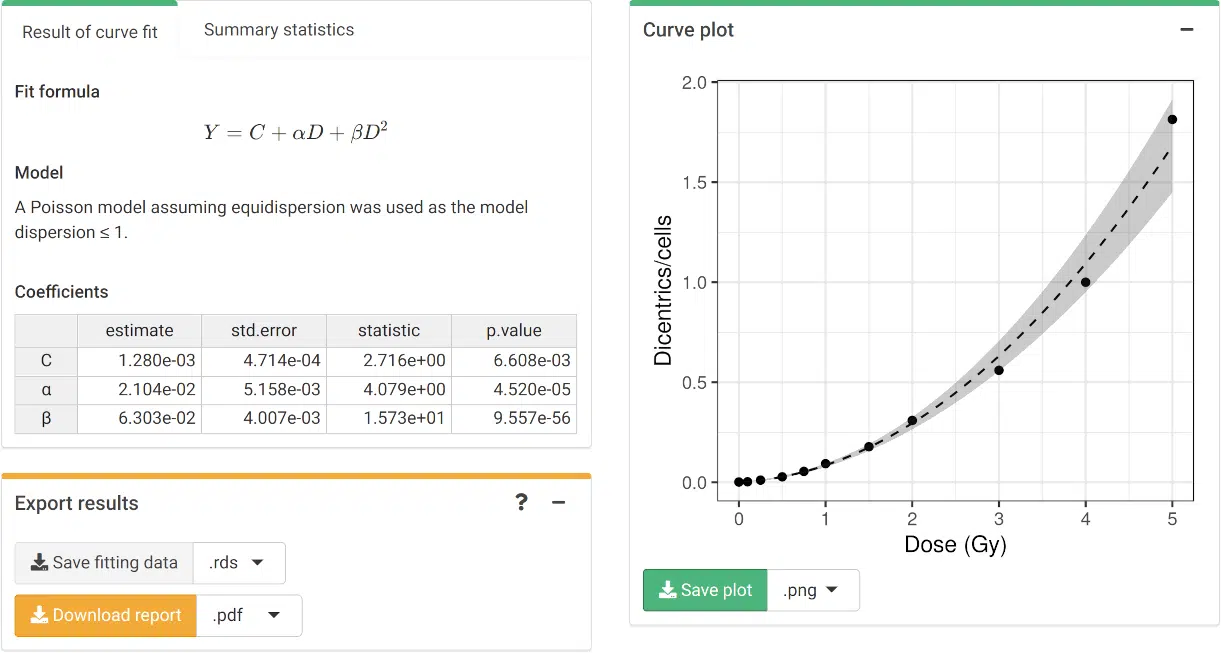 Result of curve fit
Summary statistics
Fit formula
Y = C + αD + βD²
Model
A Poisson model assuming equidispersion was used as the model
dispersion ≤ 1.
Coefficients
estimate std.error statistic p.value
C 1.280e-03 4.714e-04 2.716e+00 6.608e-03
α 2.104e-02 5.158e-03 4.079e+00 4.520e-05
β 6.303e-02 4.007e-03 1.573e+01 9.557e-56
Export results
?
Save fitting data .rds
Download report .pdf
Curve plot
2.0
1.5
1.0
0.5
0.0
Dicentrics/cells
0 1 2 3 4 5
Dose (Gy)
Save plot .png